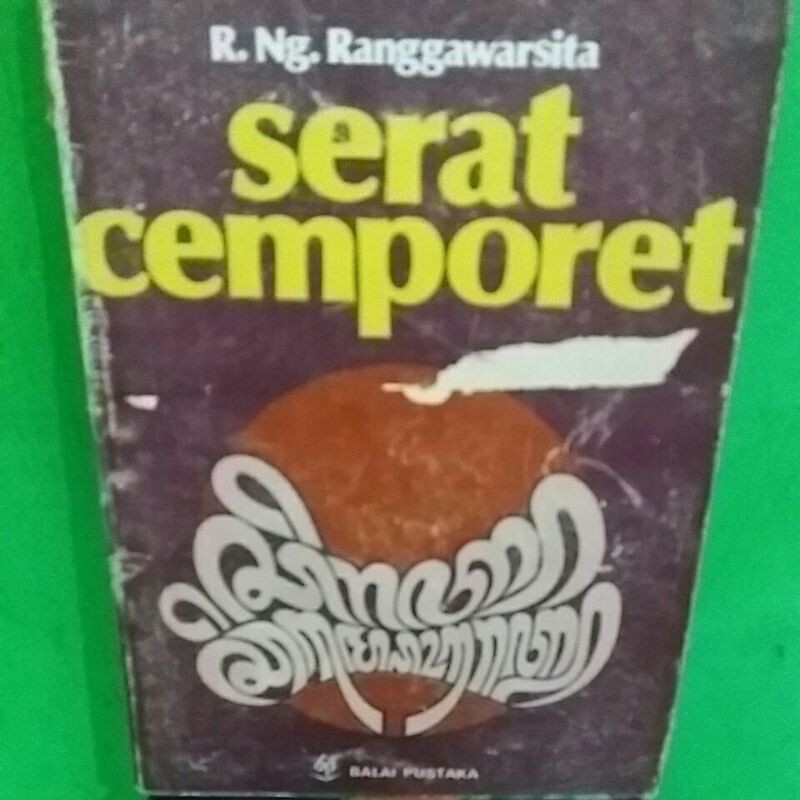 R. Ng. Ranggawarsita
serat
cemporet
BALAI PUSTAKA